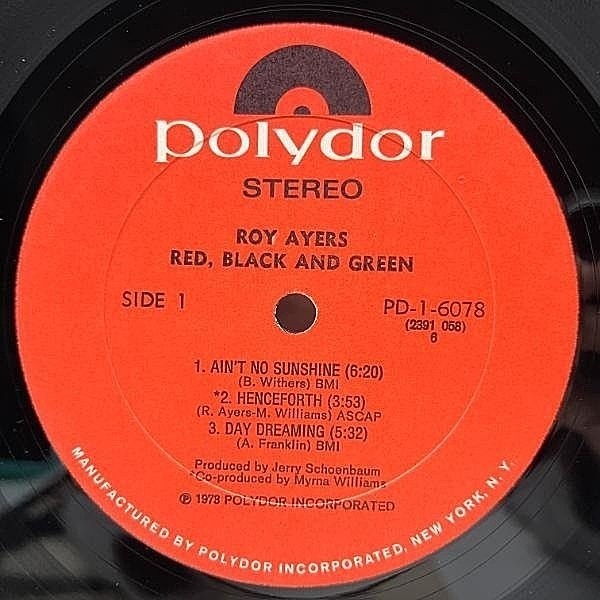 polydor
STEREO
ROY AYERS
RED, BLACK AND GREEN
SIDE 1
PD-1-6078
(2391 058)
6
1. AIN'T NO SUNSHINE (6:20)
(B. Withers) BMI
*2. HENCEFORTH (3:53)
(R. Ayers-M. Williams) ASCAP
3. DAY DREAMING (5:32)
(A. Franklin) BMI
Produced by Jerry Schoenbaum
*Co-produced by Myrna Williams
℗ 1973 POLYDOR INCORPORATED
MANUFACTURED BY POLYDOR INCORPORATED, NEW YORK, N. Y.